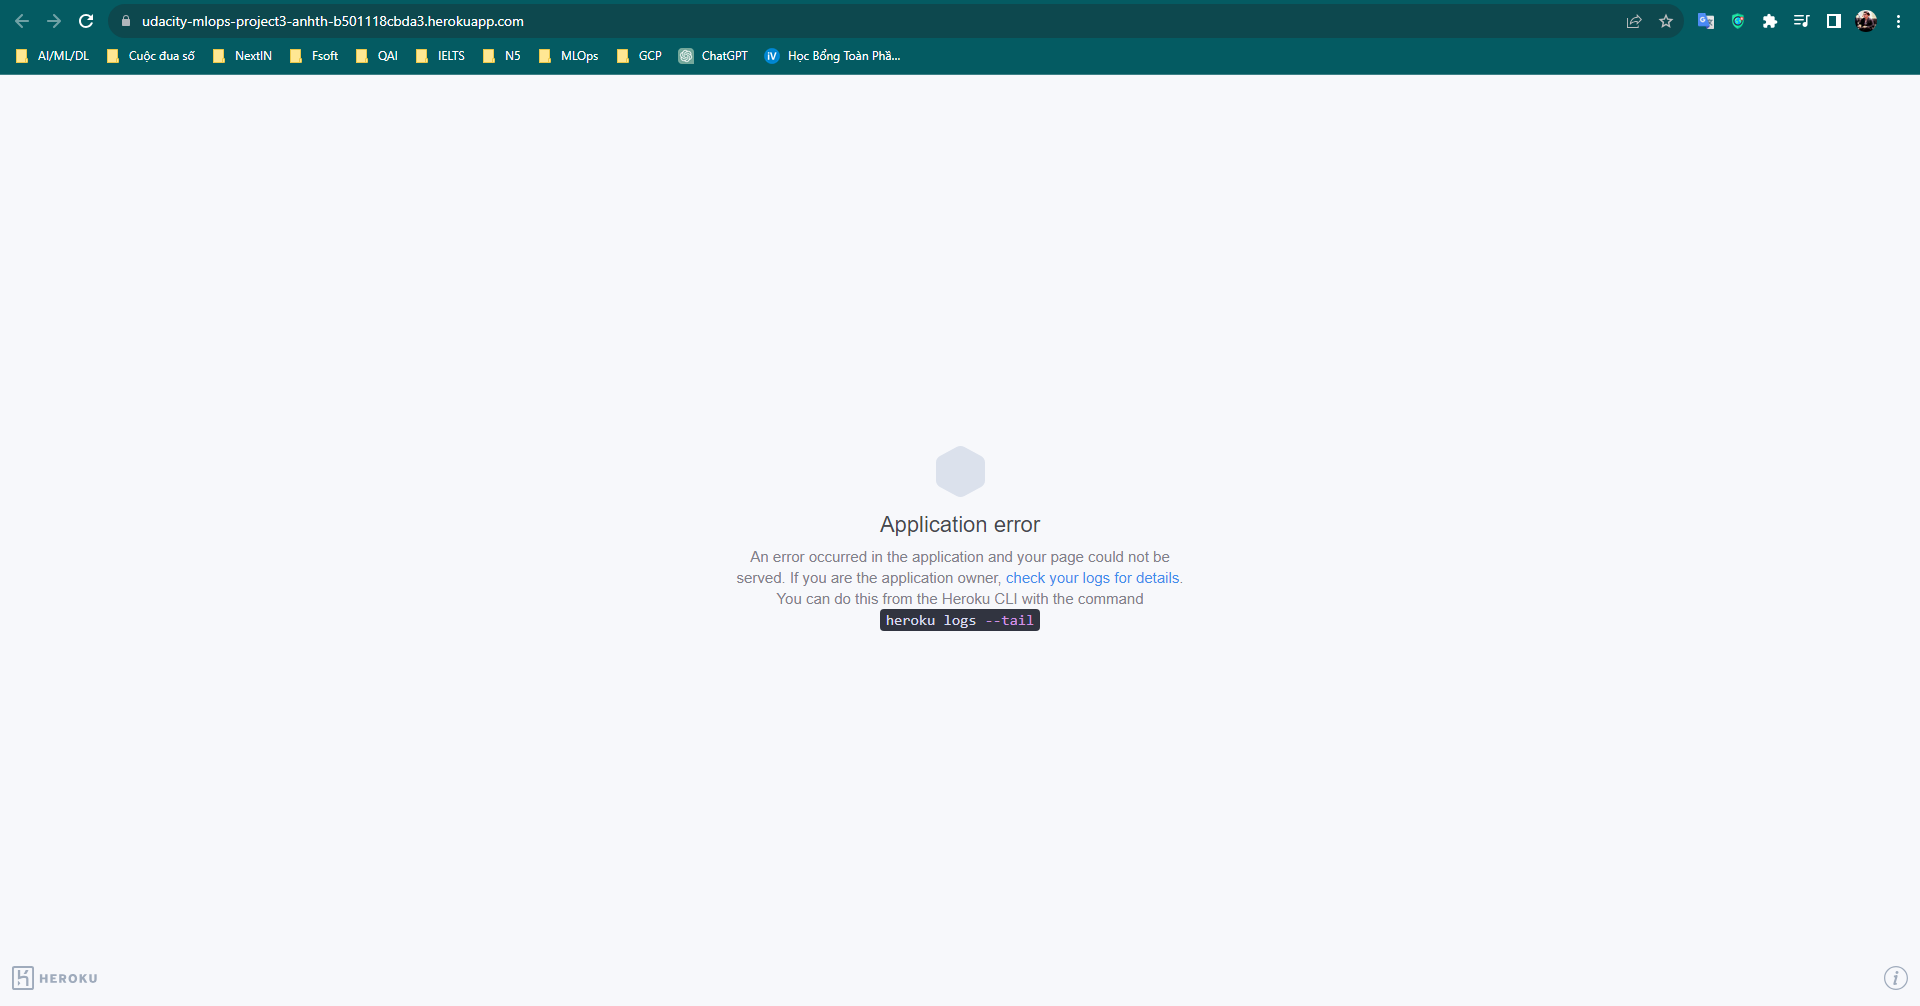 udacity-mlops-project3-anhth-b501118cbda3.herokuapp.com
AI/ML/DL Cuộc đua số NextIN Fsoft QAI IELTS N5 MLOps GCP ChatGPT iV Học Bổng Toàn Phầ...
Application error
An error occurred in the application and your page could not be
served. If you are the application owner, check your logs for details.
You can do this from the Heroku CLI with the command
heroku logs --tail
HEROKU